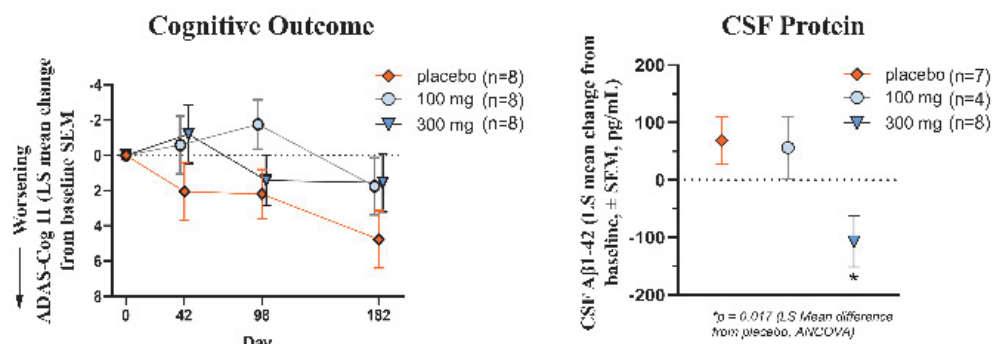 Cognitive Outcome
Worsening
ADAS-Cog 11 (LS mean change
from baseline SEM
-4
-2
0
2
4
6
8
0
42
98
182
Day
placebo (n=8)
100 mg (n=8)
300 mg (n=8)
CSF Protein
CSF Aβ1-42 (LS mean change from
baseline, ± SEM, pg/mL)
200
100
0
-100
-200
placebo (n=7)
100 mg (n=4)
300 mg (n=8)
*
*p = 0.017 (LS Mean difference
from placebo, ANCOVA)